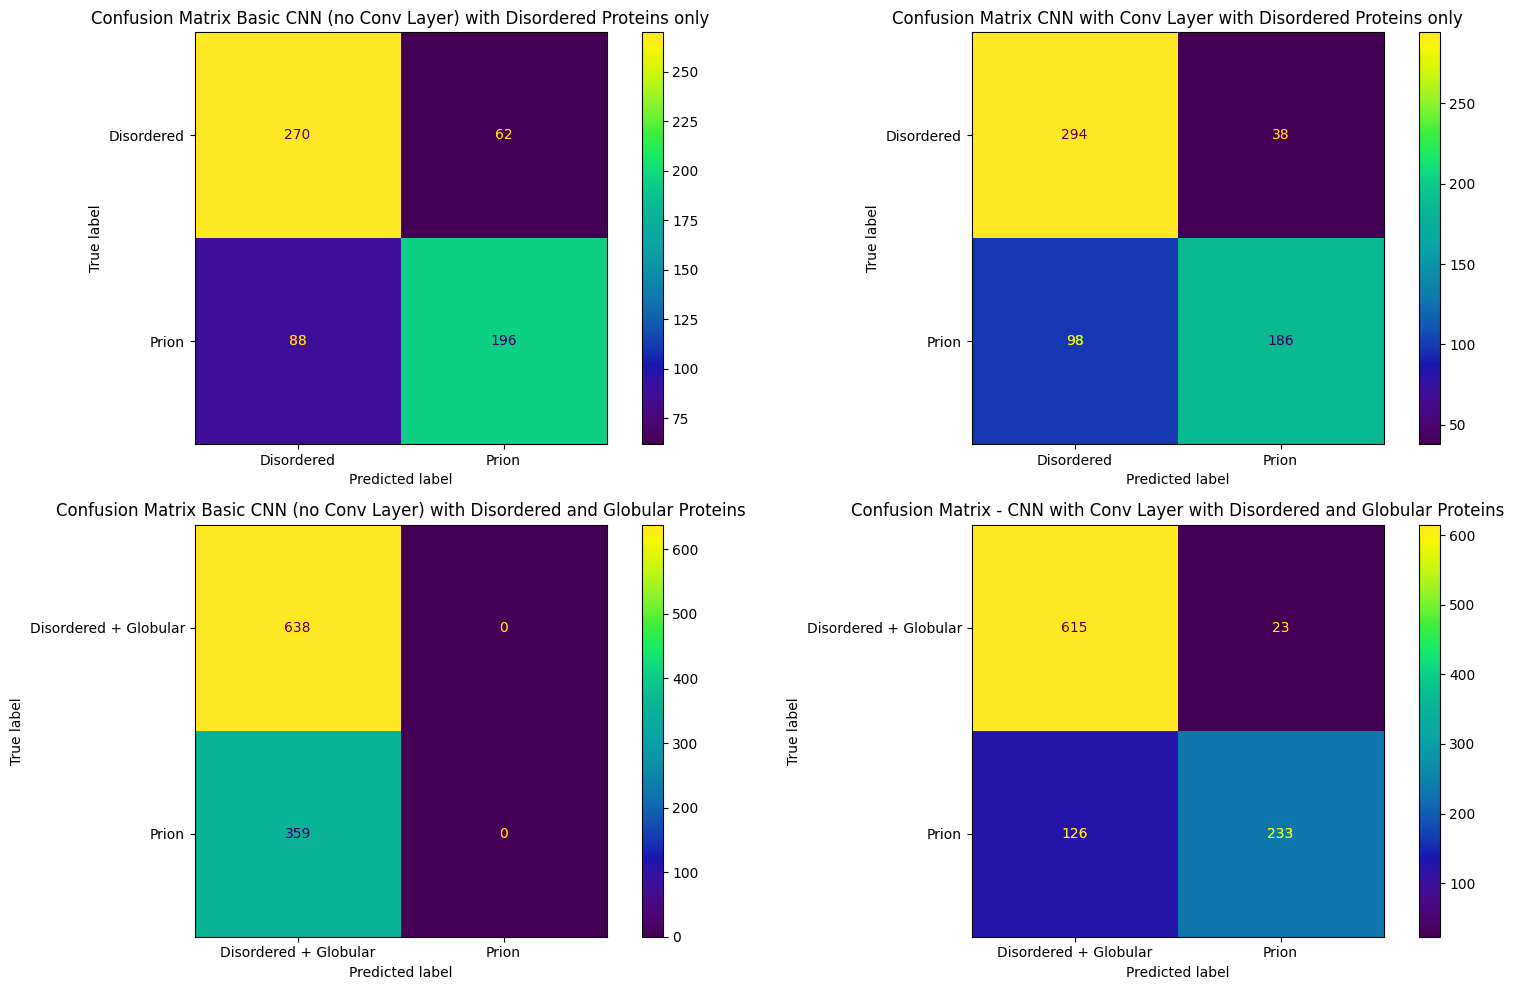 Confusion Matrix Basic CNN (no Conv Layer) with Disordered Proteins only
270
62
88
196
Disordered
Prion
True label
Disordered
Prion
Predicted label
250
225
200
175
150
125
100
75
Confusion Matrix CNN with Conv Layer with Disordered Proteins only
294
38
98
186
Disordered
Prion
True label
Disordered
Prion
Predicted label
250
200
150
100
50
Confusion Matrix Basic CNN (no Conv Layer) with Disordered and Globular Proteins
638
0
359
0
Disordered + Globular
Prion
True label
Disordered + Globular
Prion
Predicted label
600
500
400
300
200
100
0
Confusion Matrix - CNN with Conv Layer with Disordered and Globular Proteins
615
23
126
233
Disordered + Globular
Prion
True label
Disordered + Globular
Prion
Predicted label
600
500
400
300
200
100